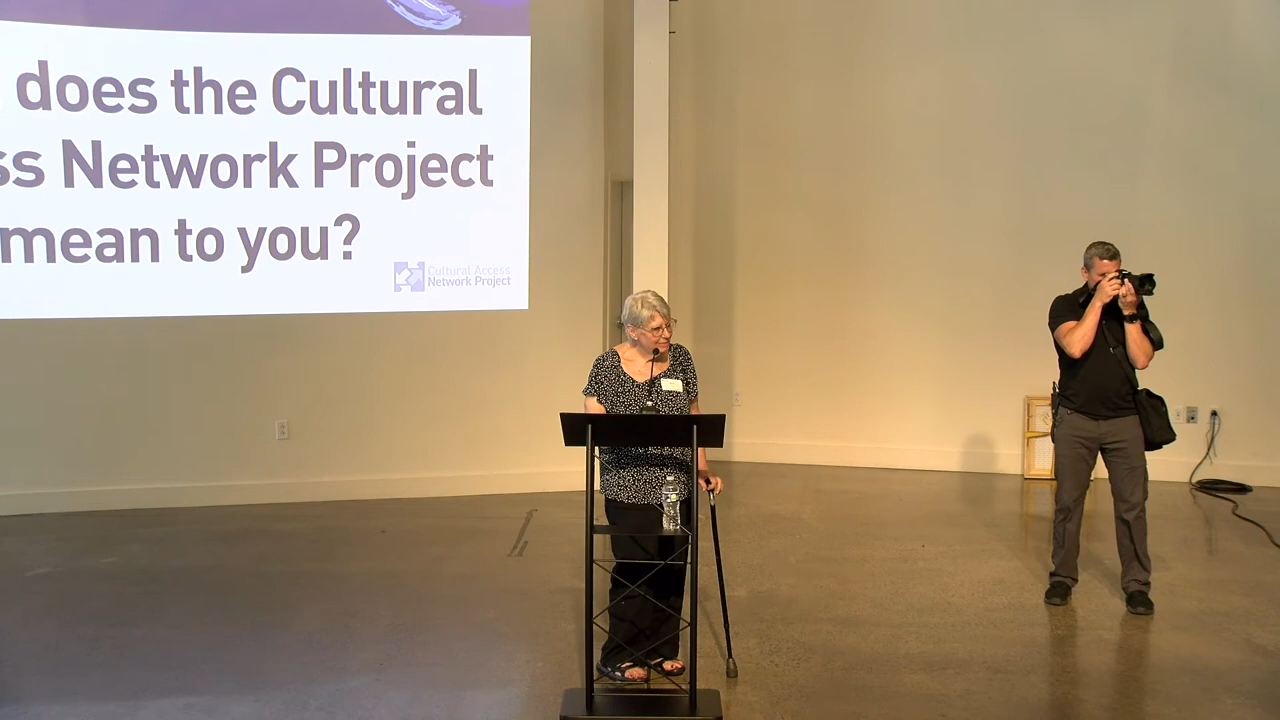 does the Cultural
ss Network Project
mean to you?
Cultural Access
Network Project